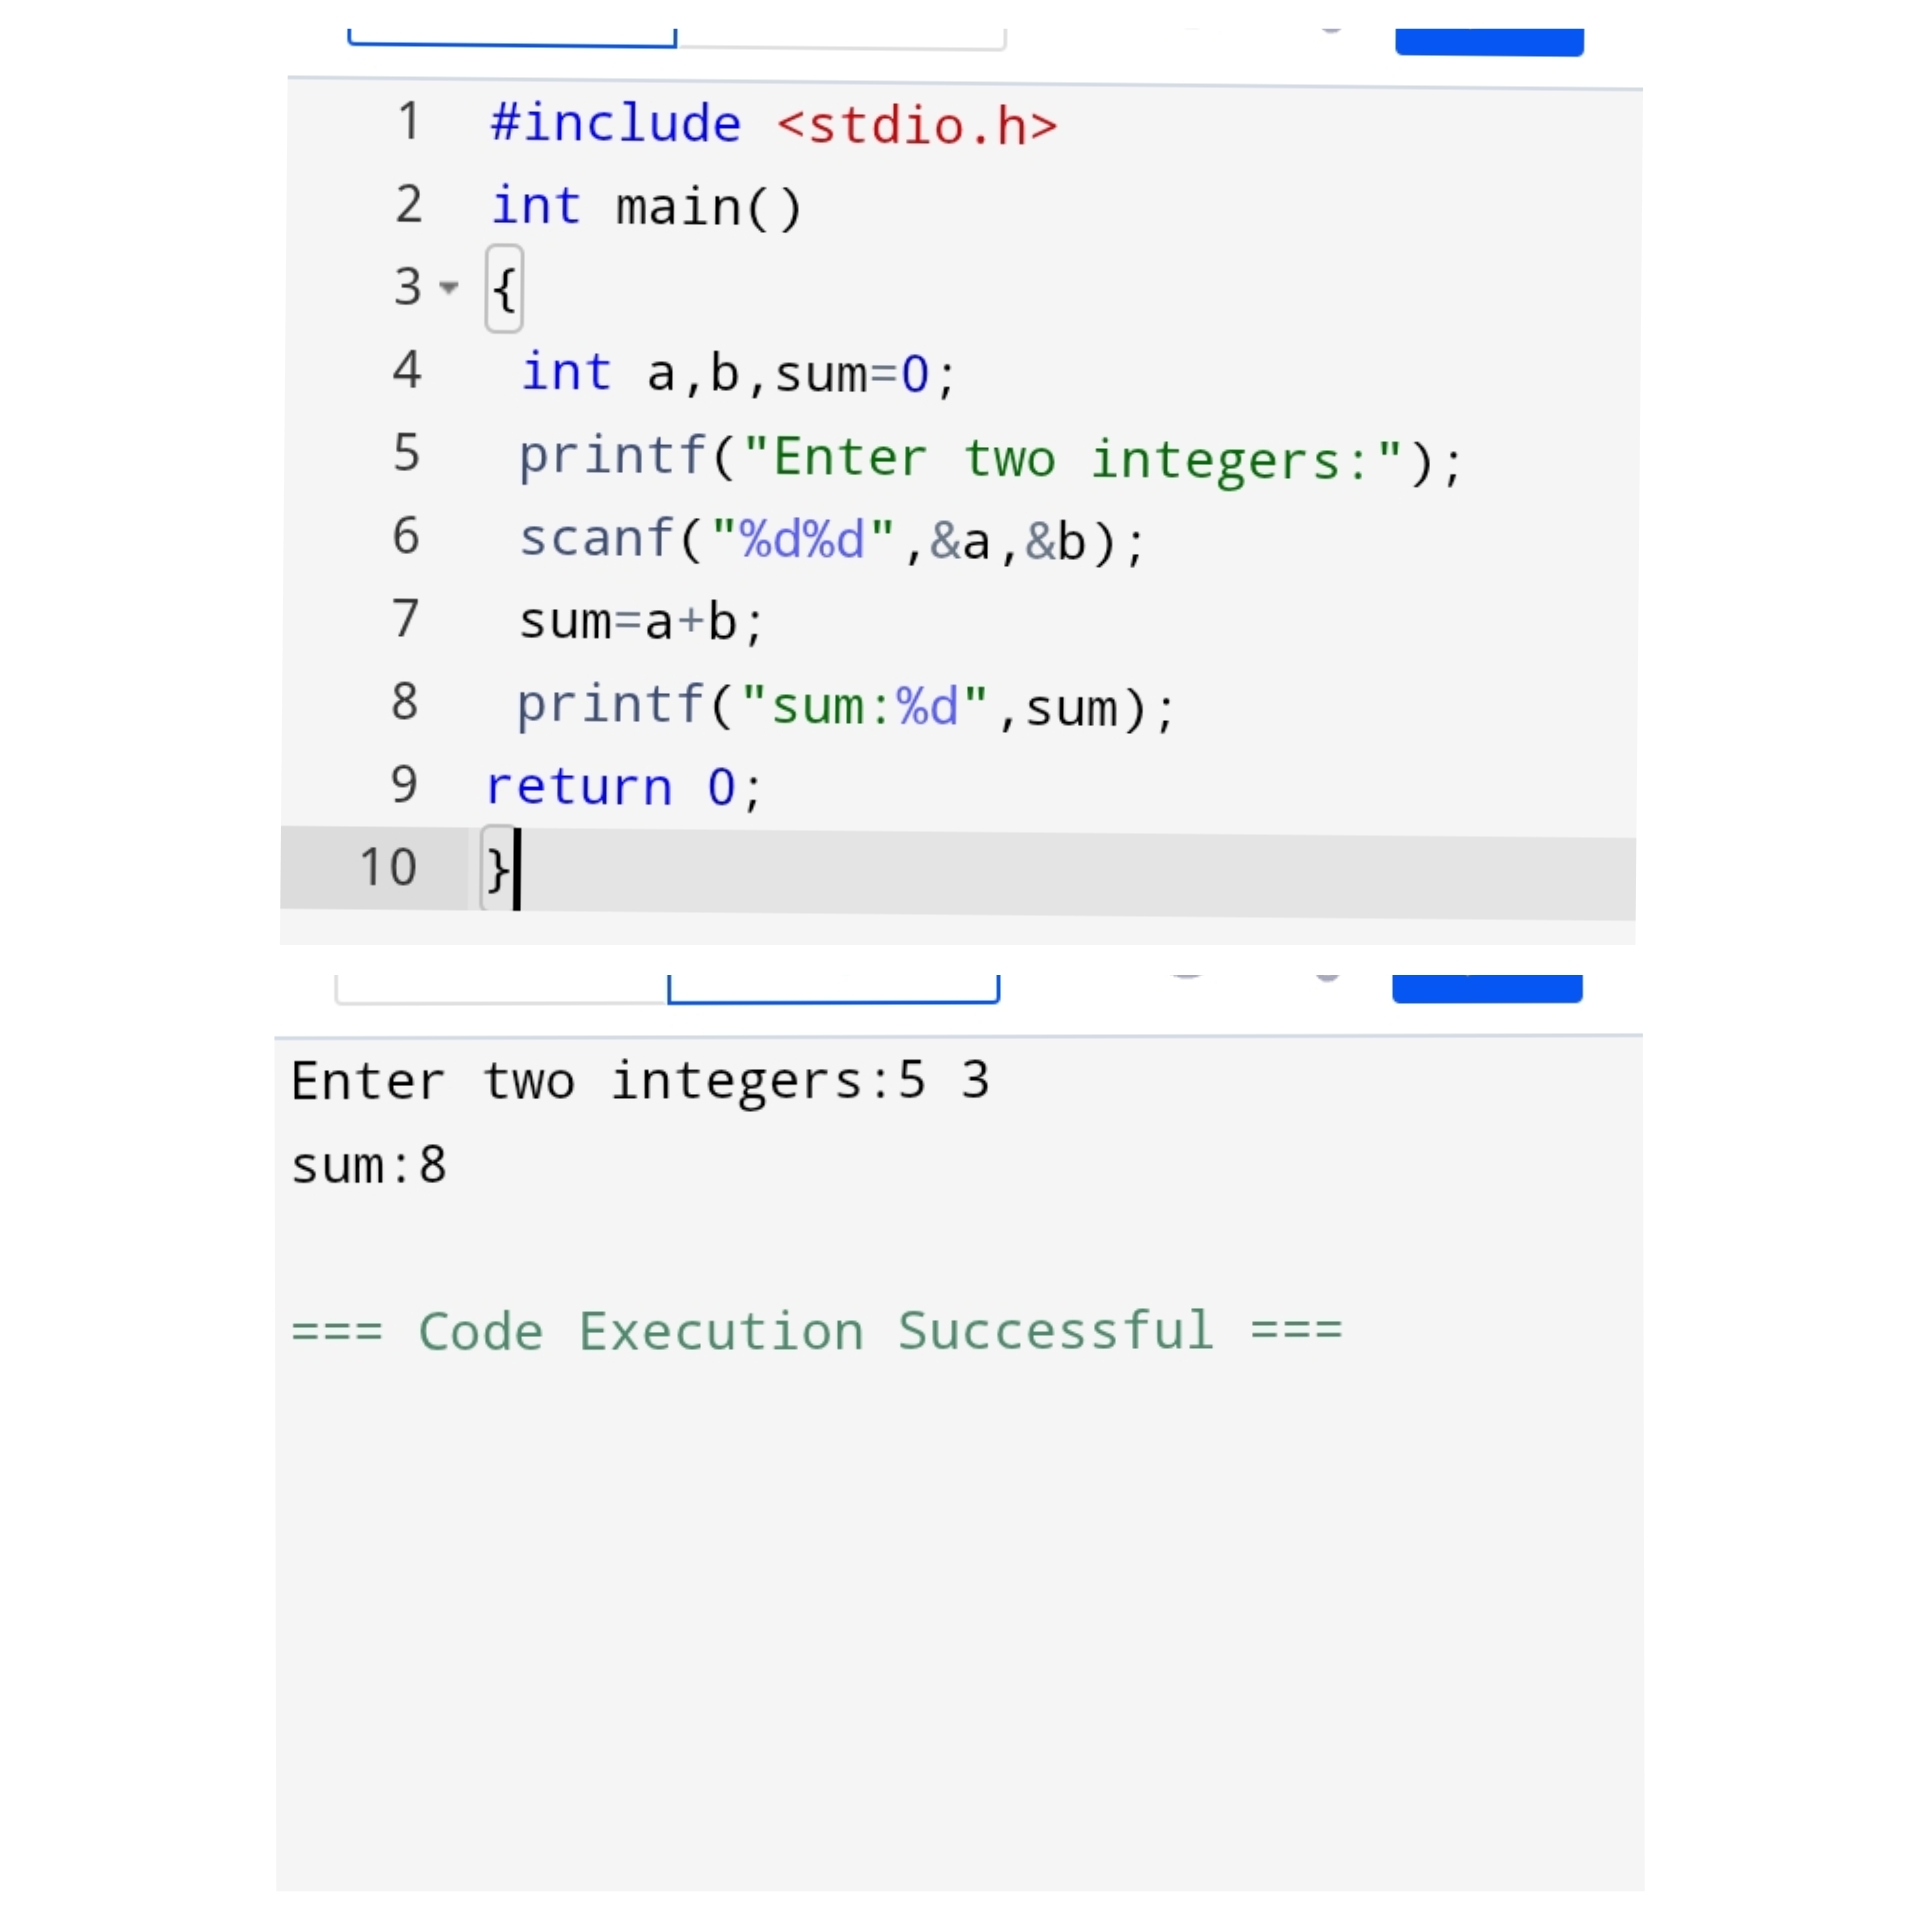 1 #include <stdio.h>
2 int main()
3 {
4 int a,b,sum=0;
5 printf("Enter two integers:");
6 scanf("%d%d",&a,&b);
7 sum=a+b;
8 printf("sum:%d",sum);
9 return 0;
10 }
Enter two integers:5 3
sum:8
=== Code Execution Successful ===